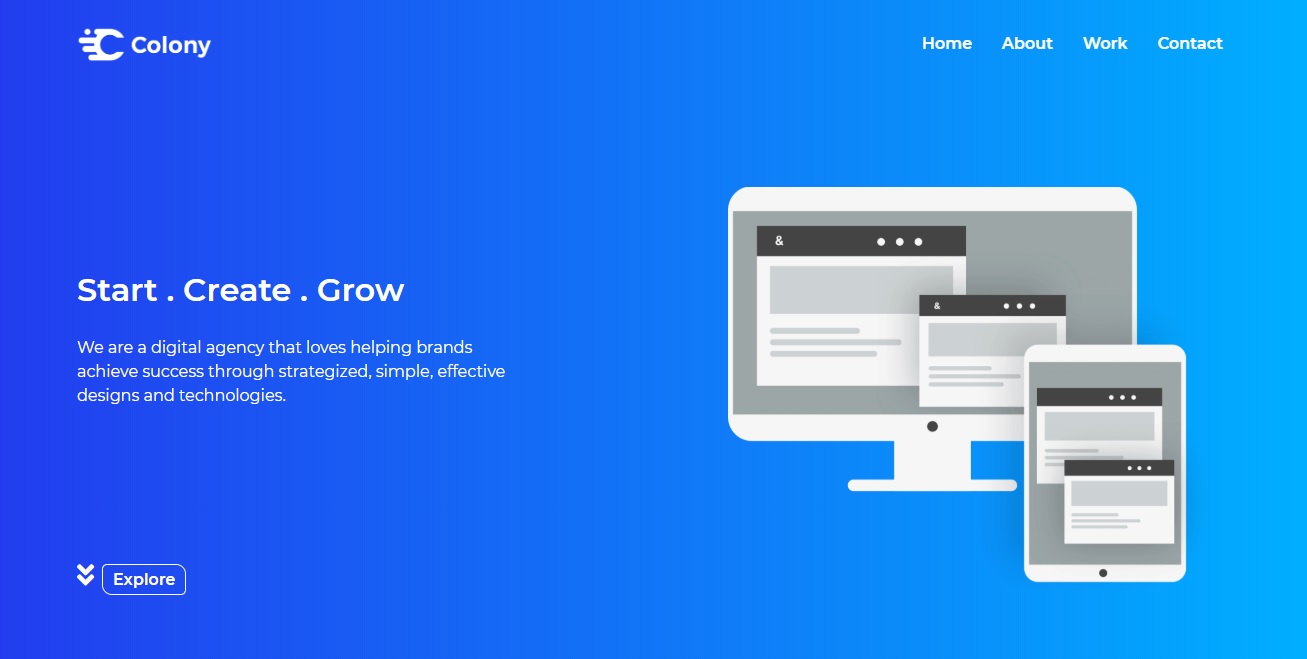 Colony
Home About Work Contact
&
&
Start . Create . Grow
We are a digital agency that loves helping brands
achieve success through strategized, simple, effective
designs and technologies.
Explore